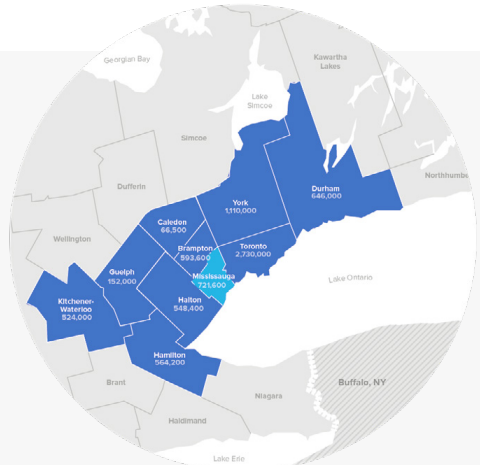 Georgian Bay
Kawartha
Lakes
Lake
Simcoe
Simcoe
Dufferin
Northhumbe
York
1,110,000
Durham
646,000
Caledon
66,500
Wellington
Brampton
593,600
Toronto
2,730,000
Guelph
152,000
Mississauga
721,600
Lake Ontario
Kitchener-
Waterloo
524,000
Halton
548,400
Hamilton
564,200
Brant
Buffalo, NY
Niagara
Haldimand
Lake Erie